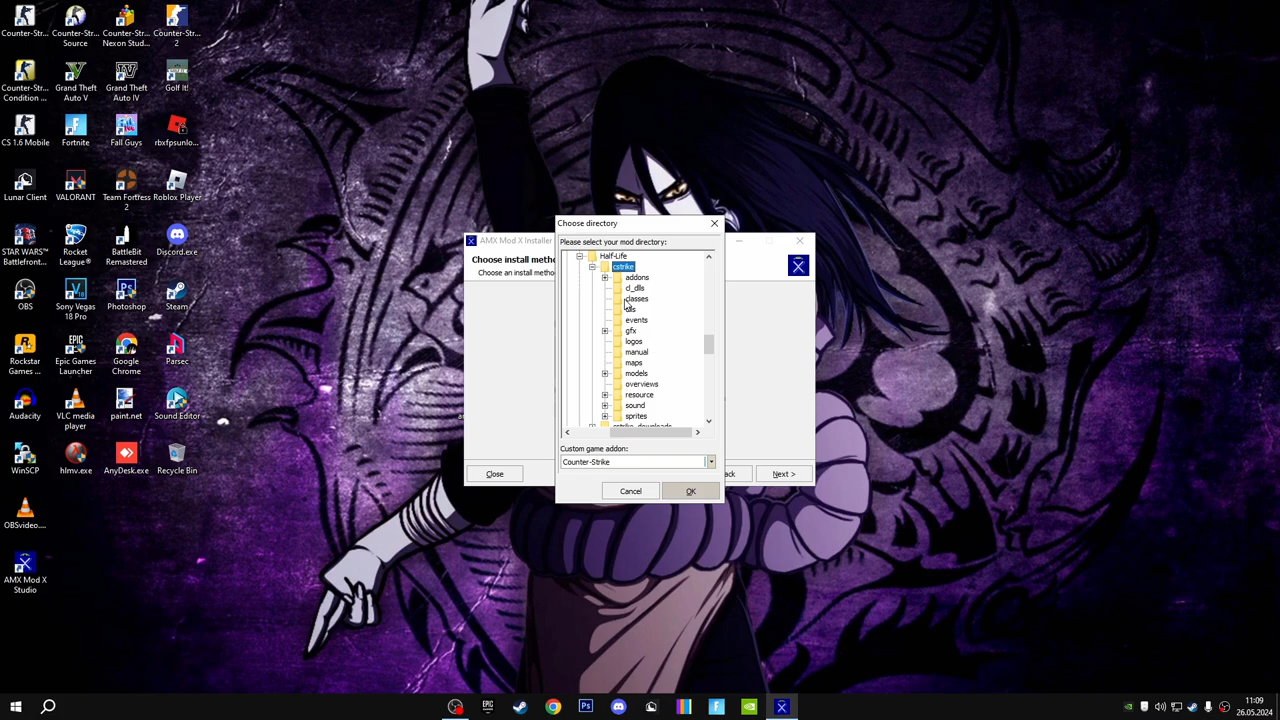 Counter-Str...
Counter-Str... Source
Counter-Str... Nexon Stud...
Counter-Str... 2
Counter-Str... Condition ...
Grand Theft Auto V
Grand Theft Auto IV
Golf It!
CS 1.6 Mobile
Fortnite
Fall Guys
rbxfpsunlo...
Lunar Client
VALORANT
Team Fortress 2
Roblox Player
STAR WARS™ Battlefront...
Rocket League®
BattleBit Remastered
Discord.exe
OBS
Sony Vegas 18 Pro
Photoshop
Steam
Rockstar Games ...
Epic Games Launcher
Google Chrome
Parsec
Audacity
VLC media player
paint.net
Sound Editor
WinSCP
hlmv.exe
AnyDesk.exe
Recycle Bin
OBSvideo....
AMX Mod X Studio
AMX Mod X Installer
Choose install metho
Choose an install metho
Close
ack
Next >
Choose directory
Please select your mod directory:
Half-Life
cstrike
addons
cl_dlls
classes
dlls
events
gfx
logos
manual
maps
models
overviews
resource
sound
sprites
cstrike_downloads
Custom game addon:
Counter-Strike
Cancel
OK
11:09
26.05.2024